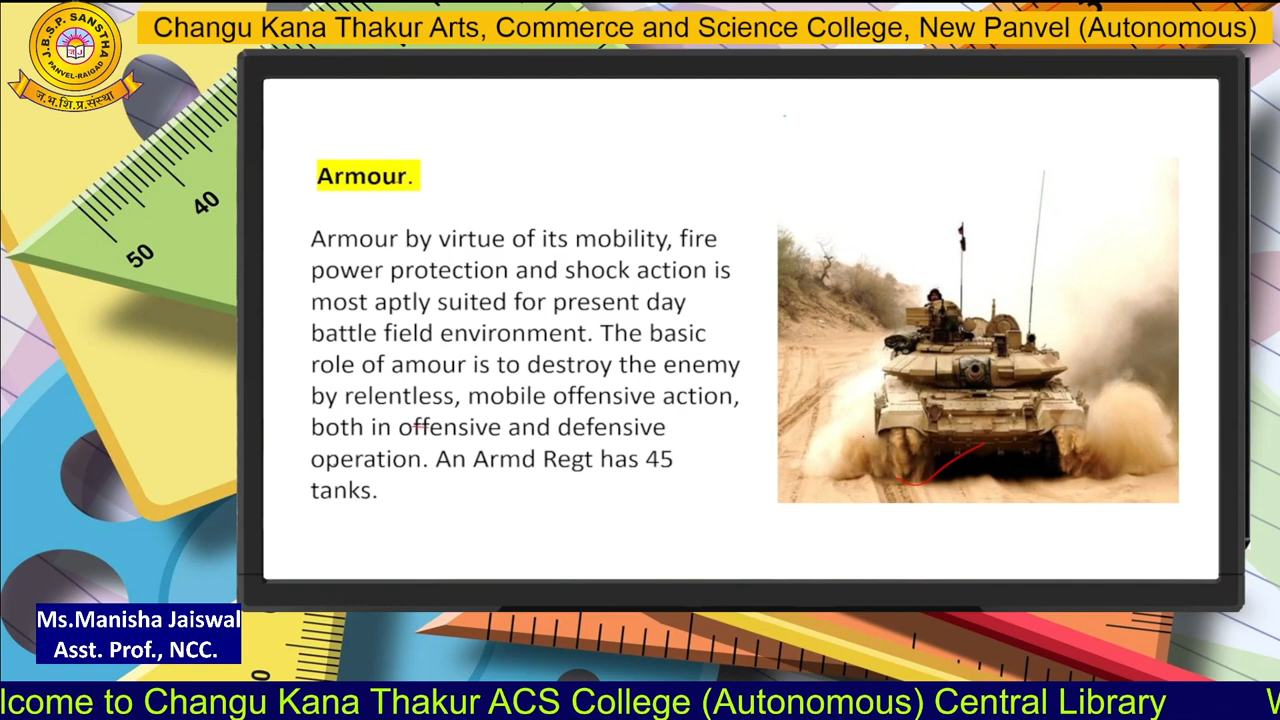 Changu Kana Thakur Arts, Commerce and Science College, New Panvel (Autonomous)
J.B.S.P. SANSTHA
PANVEL-RAIGAD
ज.भ.शि.प्र.संस्था
40
50
Armour.
Armour by virtue of its mobility, fire
power protection and shock action is
most aptly suited for present day
battle field environment. The basic
role of amour is to destroy the enemy
by relentless, mobile offensive action,
both in offensive and defensive
operation. An Armd Regt has 45
tanks.
Ms.Manisha Jaiswal
Asst. Prof., NCC.
lcome to Changu Kana Thakur ACS College (Autonomous) Central Library